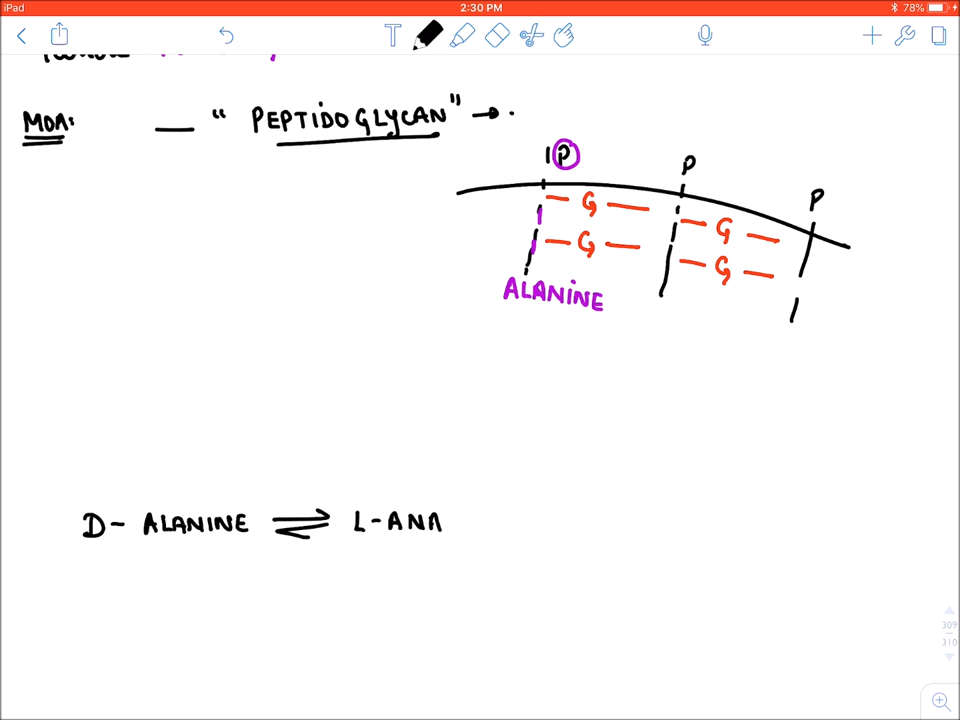 iPad 2:30 PM 78%
T
MOA: — " PEPTIDOGLYCAN" → .
P P P
G G
G G
ALANINE
D- ALANINE ⇌ L-ANA
309
310